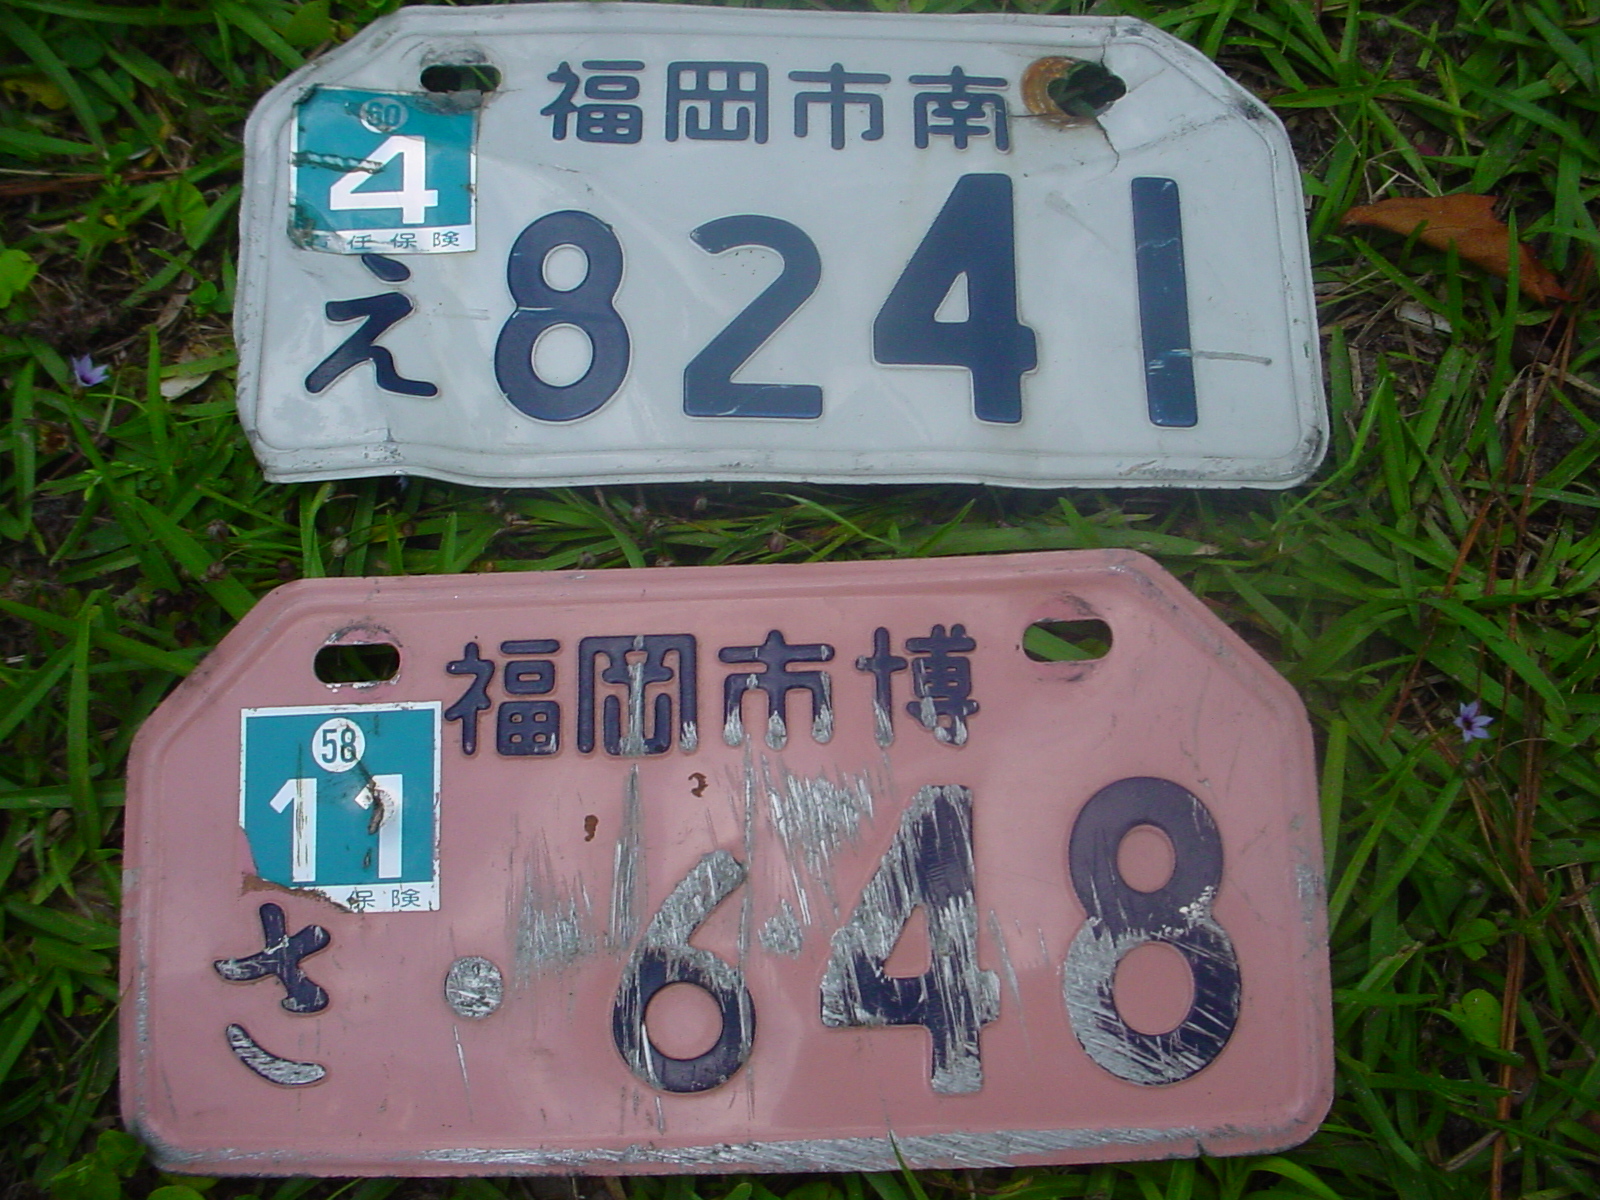 福岡市南
60
4
任保険
え 8241
福岡市博
58
11
保険
さ ・648